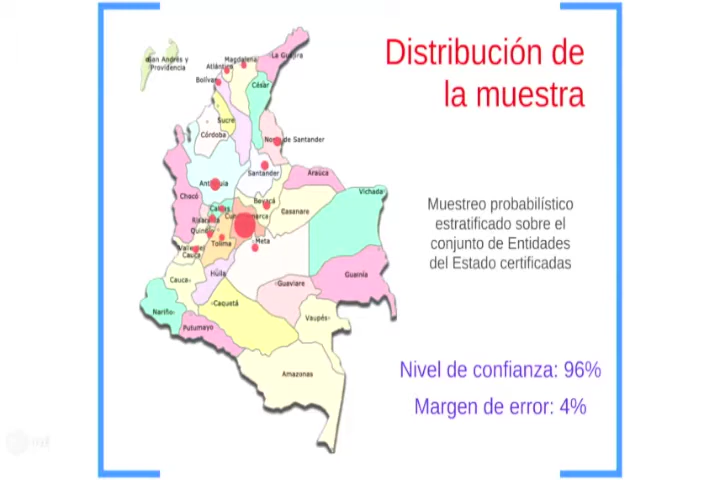 Distribución de
la muestra
Muestreo probabilístico
estratificado sobre el
conjunto de Entidades
del Estado certificadas
Nivel de confianza: 96%
Margen de error: 4%
San Andrés y
Providencia
Magdalena
La Guajira
Atlántico
Bolívar
César
Sucre
Córdoba
Norte de Santander
Santander
Antioquia
Arauca
Chocó
Boyacá
Vichada
Caldas
Risaralda
Cundinamarca
Casanare
Quindío
Tolima
Meta
Valle del
Cauca
Huila
Cauca
Guainía
Guaviare
Caquetá
Nariño
Putumayo
Vaupés
Amazonas